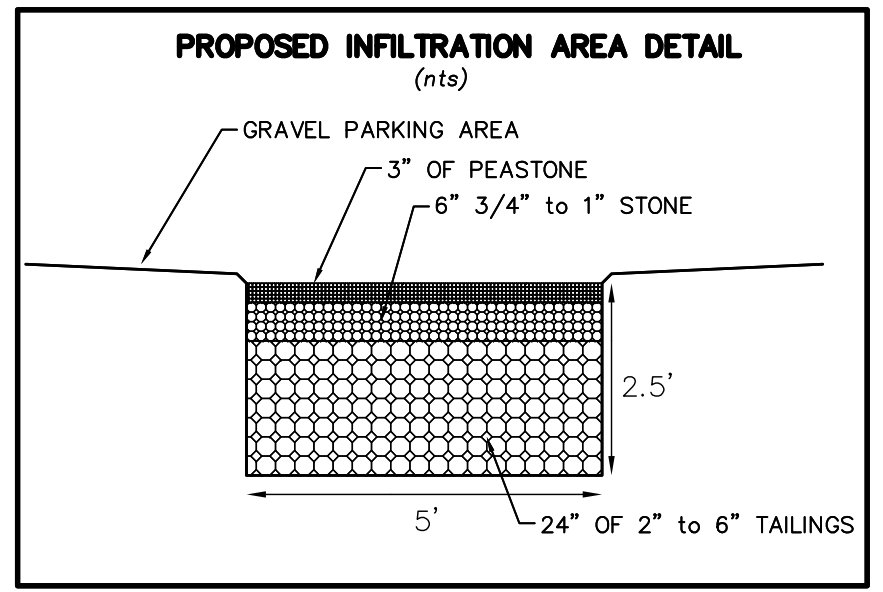 PROPOSED INFILTRATION AREA DETAIL
(nts)
GRAVEL PARKING AREA
3” OF PEASTONE
6” 3/4” to 1” STONE
2.5’
5’
24” OF 2” to 6” TAILINGS